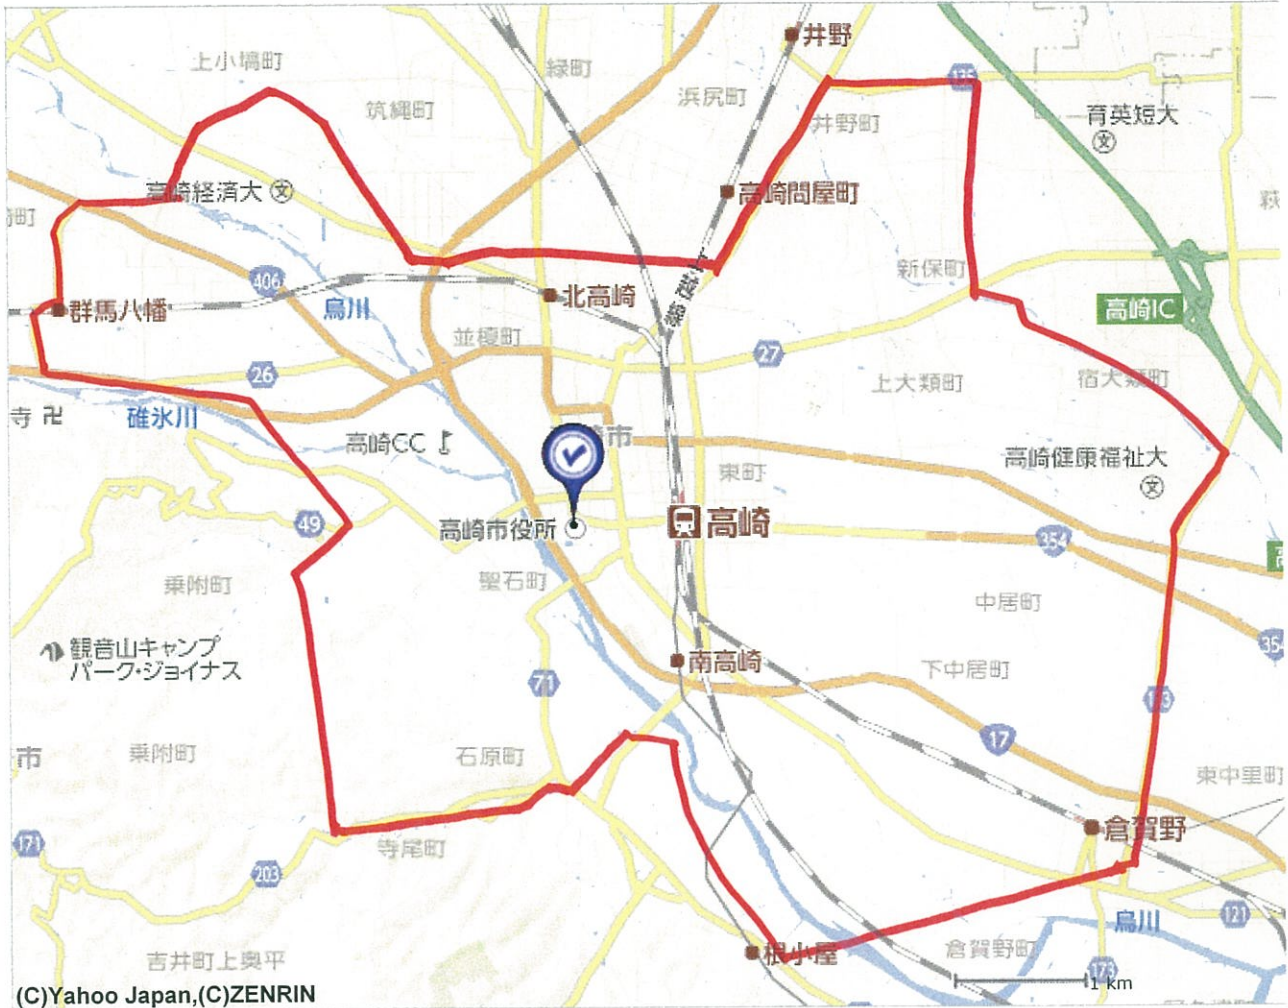 井野
上小塙町
緑町
浜尻町
筑縄町
井野町
育英短大
高崎経済大
高崎問屋町
新保町
406
北高崎
群馬八幡
烏川
高崎IC
並榎町
27
26
上大類町
宿大類町
寺
碓氷川
高崎CC
市
高崎健康福祉大
東町
49
高崎市役所
高崎
354
乗附町
聖石町
中居町
観音山キャンプ
パーク・ジョイナス
354
南高崎
下中居町
71
17
市
乗附町
石原町
東中里町
倉賀野
171
寺尾町
203
121
烏川
吉井町上奥平
根小屋
倉賀野町
173
1 km
(C)Yahoo Japan,(C)ZENRIN